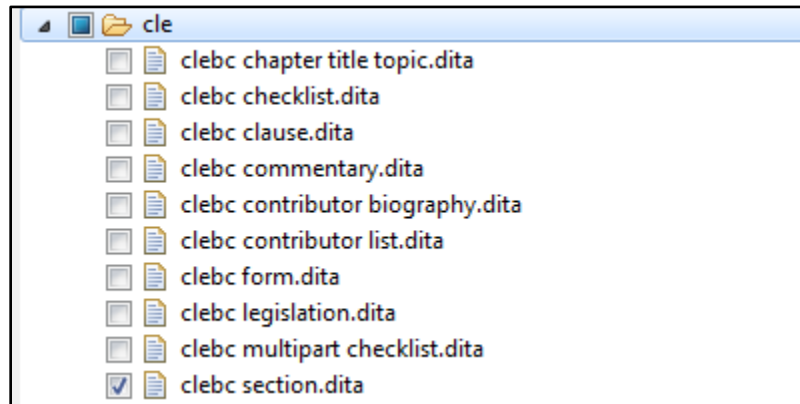 cle
clebc chapter title topic.dita
clebc checklist.dita
clebc clause.dita
clebc commentary.dita
clebc contributor biography.dita
clebc contributor list.dita
clebc form.dita
clebc legislation.dita
clebc multipart checklist.dita
clebc section.dita